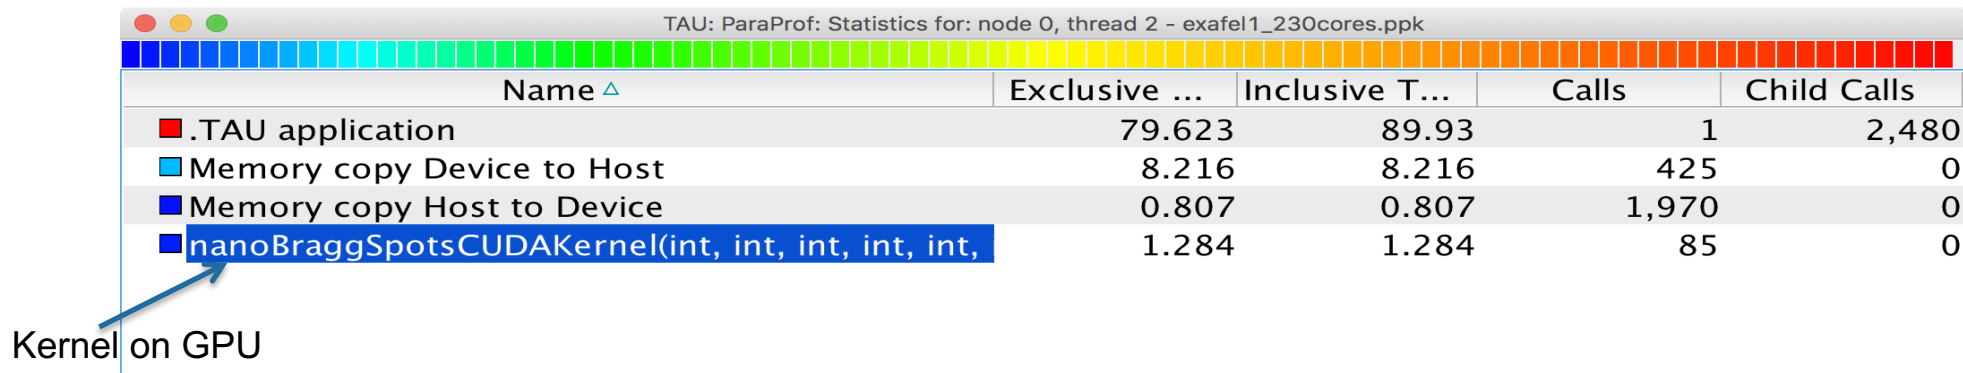 TAU: ParaProf: Statistics for: node 0, thread 2 - exafel1_230cores.ppk
Name Exclusive ... Inclusive T... Calls Child Calls
.TAU application 79.623 89.93 1 2,480
Memory copy Device to Host 8.216 8.216 425 0
Memory copy Host to Device 0.807 0.807 1,970 0
nanoBraggSpotsCUDAKernel(int, int, int, int, int, 1.284 1.284 85 0
Kernel on GPU